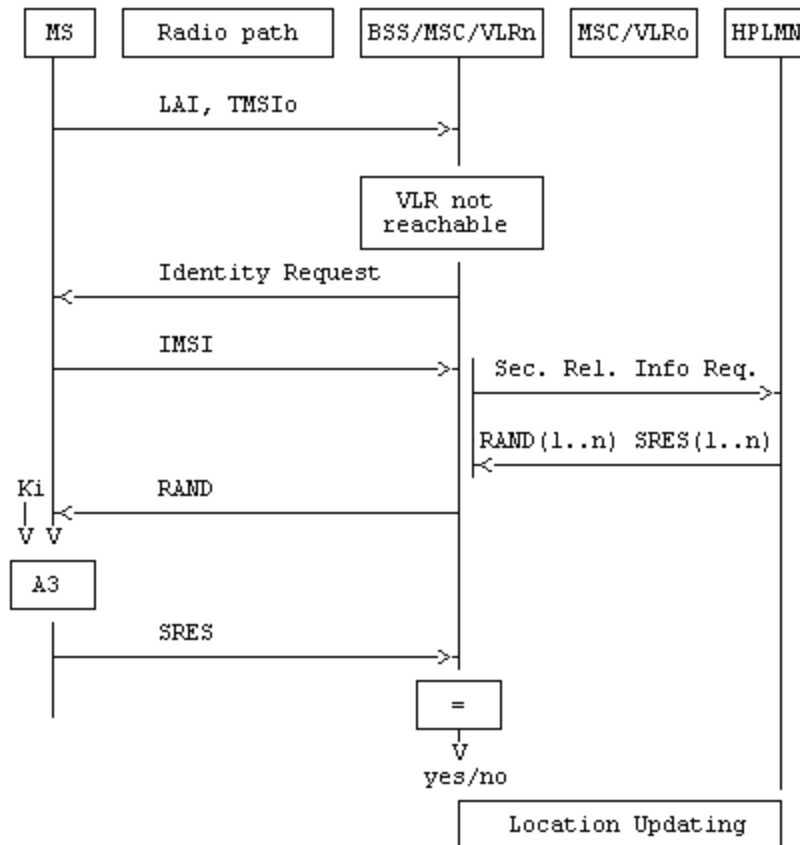 MS Radio path BSS/MSC/VLRn MSC/VLRo HPLMN
LAI, TMSIo
VLR not
reachable
Identity Request
IMSI
Sec. Rel. Info Req.
RAND(1..n) SRES(1..n)
Ki RAND
A3
SRES
=
yes/no
Location Updating